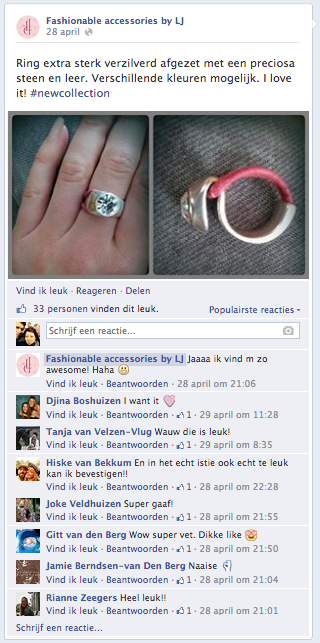 Fashionable accessories by LJ
28 april
Ring extra sterk verzilverd afgezet met een preciosa
steen en leer. Verschillende kleuren mogelijk. I love
it! #newcollection
Vind ik leuk · Reageren · Delen
33 personen vinden dit leuk.
Populairste reacties
Schrijf een reactie...
Fashionable accessories by LJ Jaaaa ik vind m zo
awesome! Haha 😀
Vind ik leuk · Beantwoorden · 28 april om 21:06
Djina Boshuizen I want it
Vind ik leuk · Beantwoorden · 1 · 29 april om 11:28
Tanja van Velzen-Vlug Wauw die is leuk!
Vind ik leuk · Beantwoorden · 1 · 29 april om 8:35
Hiske van Bekkum En in het echt istie ook echt te leuk
kan ik bevestigen!!
Vind ik leuk · Beantwoorden · 1 · 28 april om 22:28
Joke Veldhuizen Super gaaf!
Vind ik leuk · Beantwoorden · 1 · 28 april om 21:55
Gitt van den Berg Wow super vet. Dikke like 😍
Vind ik leuk · Beantwoorden · 1 · 28 april om 21:50
Jamie Berndsen-van Den Berg Naaise
Vind ik leuk · Beantwoorden · 1 · 28 april om 21:04
Rianne Zeegers Heel leuk!!
Vind ik leuk · Beantwoorden · 1 · 28 april om 21:01
Schrijf een reactie...